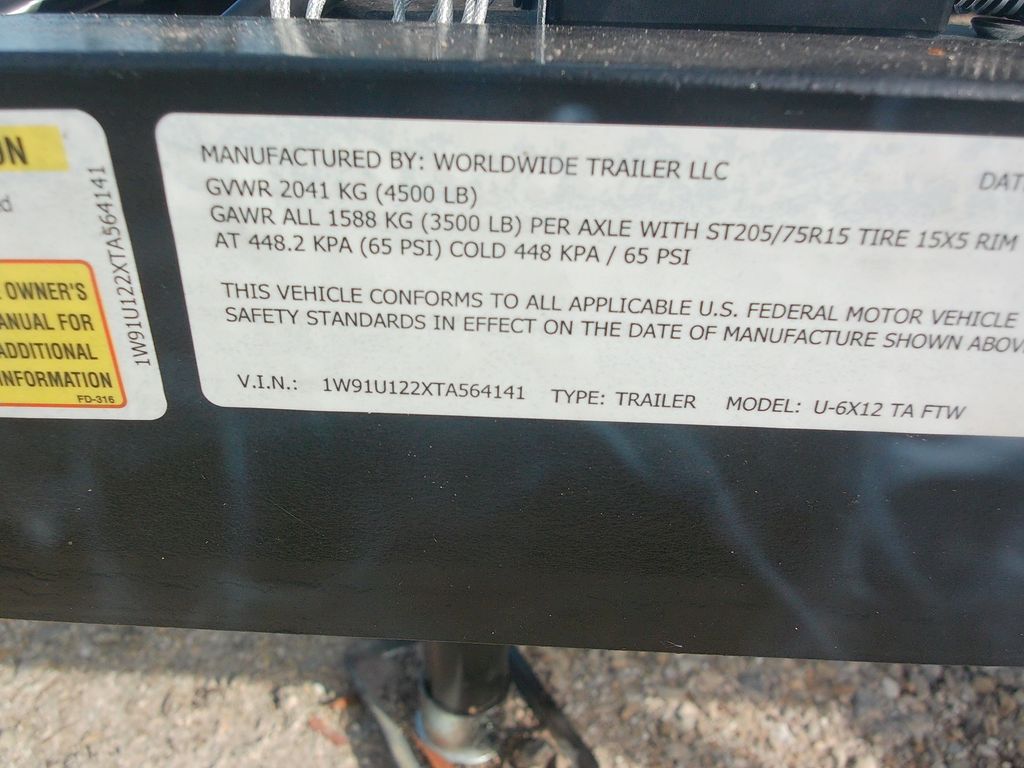 ON
d
OWNER'S
ANUAL FOR
ADDITIONAL
INFORMATION
FD-316
1W91U122XTA564141
MANUFACTURED BY: WORLDWIDE TRAILER LLC
DAT
GVWR 2041 KG (4500 LB)
GAWR ALL 1588 KG (3500 LB) PER AXLE WITH ST205/75R15 TIRE 15X5 RIM
AT 448.2 KPA (65 PSI) COLD 448 KPA / 65 PSI
THIS VEHICLE CONFORMS TO ALL APPLICABLE U.S. FEDERAL MOTOR VEHICLE
SAFETY STANDARDS IN EFFECT ON THE DATE OF MANUFACTURE SHOWN ABOV
V.I.N.: 1W91U122XTA564141 TYPE: TRAILER MODEL: U-6X12 TA FTW